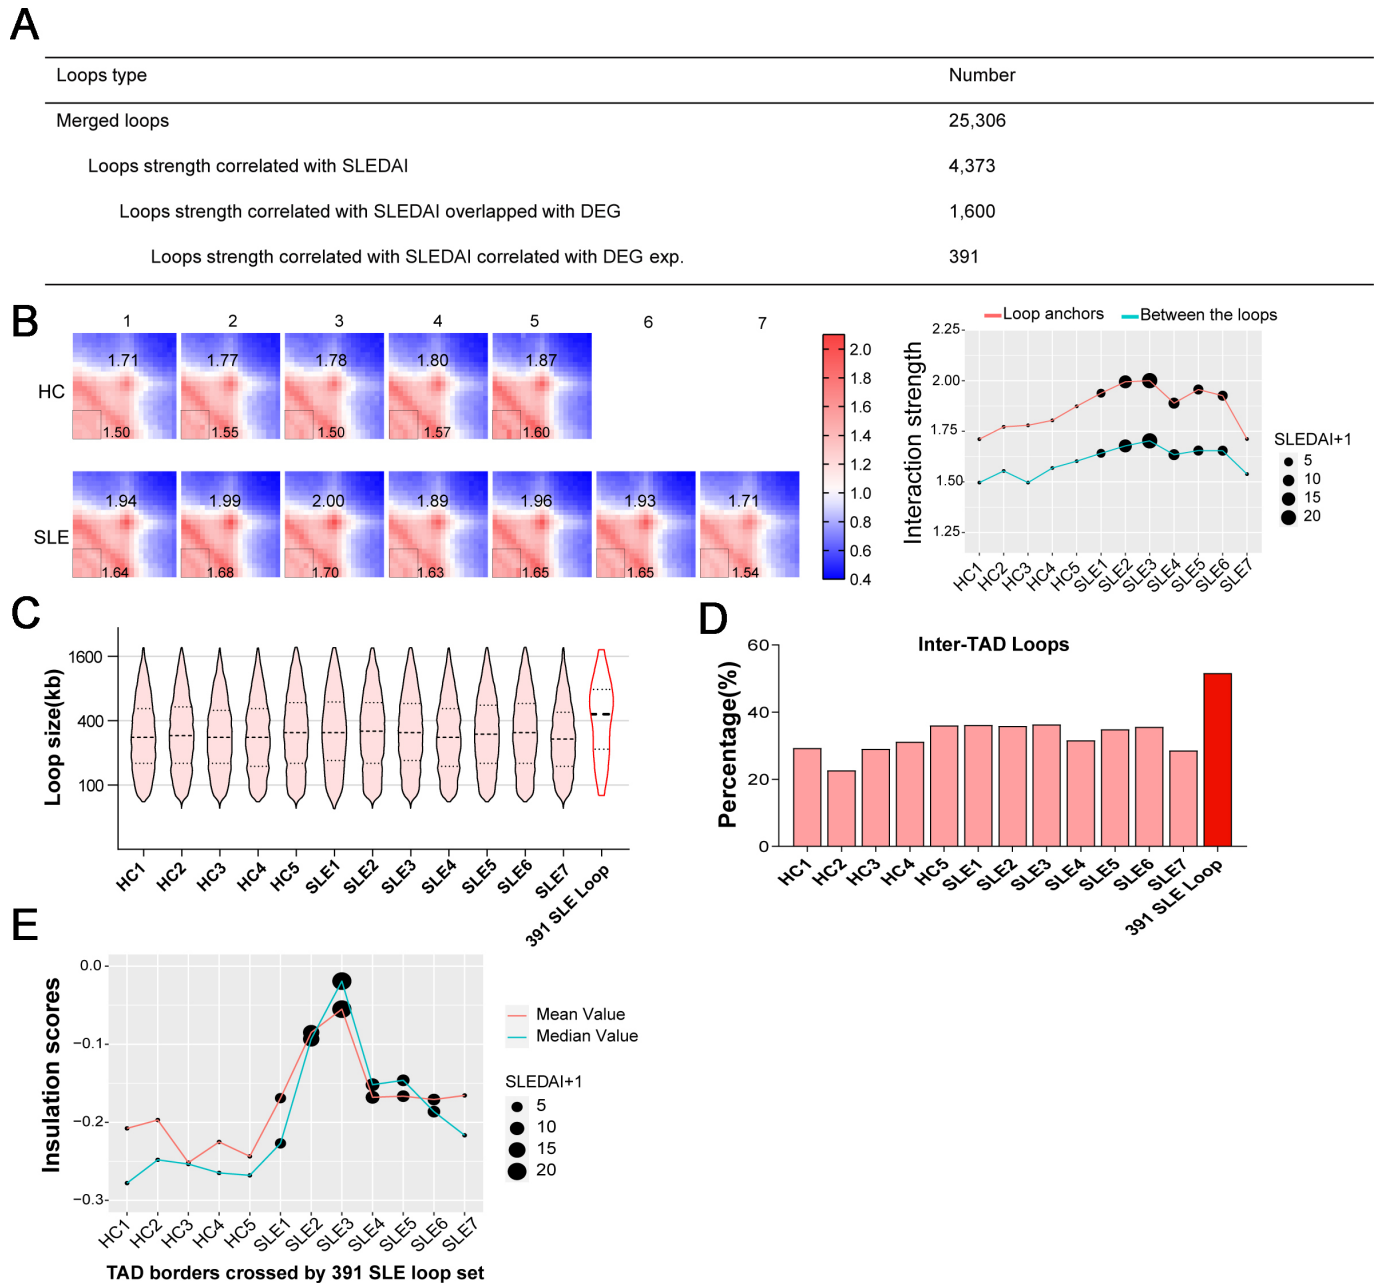 A
Loops type Number
Merged loops 25,306
Loops strength correlated with SLEDAI 4,373
Loops strength correlated with SLEDAI overlapped with DEG 1,600
Loops strength correlated with SLEDAI correlated with DEG exp. 391
B
1 2 3 4 5 6 7
HC
1.71 1.77 1.78 1.80 1.87
1.50 1.55 1.50 1.57 1.60
SLE
1.94 1.99 2.00 1.89 1.96 1.93 1.71
1.64 1.68 1.70 1.63 1.65 1.65 1.54
2.0
1.8
1.6
1.4
1.2
1.0
0.8
0.6
0.4
Loop anchors Between the loops
Interaction strength
2.25
2.00
1.75
1.50
1.25
HC1 HC2 HC3 HC4 HC5 SLE1 SLE2 SLE3 SLE4 SLE5 SLE6 SLE7
SLEDAI+1
5
10
15
20
C
Loop size(kb)
1600
400
100
HC1 HC2 HC3 HC4 HC5 SLE1 SLE2 SLE3 SLE4 SLE5 SLE6 SLE7 391 SLE Loop
D
Inter-TAD Loops
Percentage(%)
60
40
20
0
HC1 HC2 HC3 HC4 HC5 SLE1 SLE2 SLE3 SLE4 SLE5 SLE6 SLE7 391 SLE Loop
E
Insulation scores
0.0
−0.1
−0.2
−0.3
HC1 HC2 HC3 HC4 HC5 SLE1 SLE2 SLE3 SLE4 SLE5 SLE6 SLE7
TAD borders crossed by 391 SLE loop set
Mean Value
Median Value
SLEDAI+1
5
10
15
20